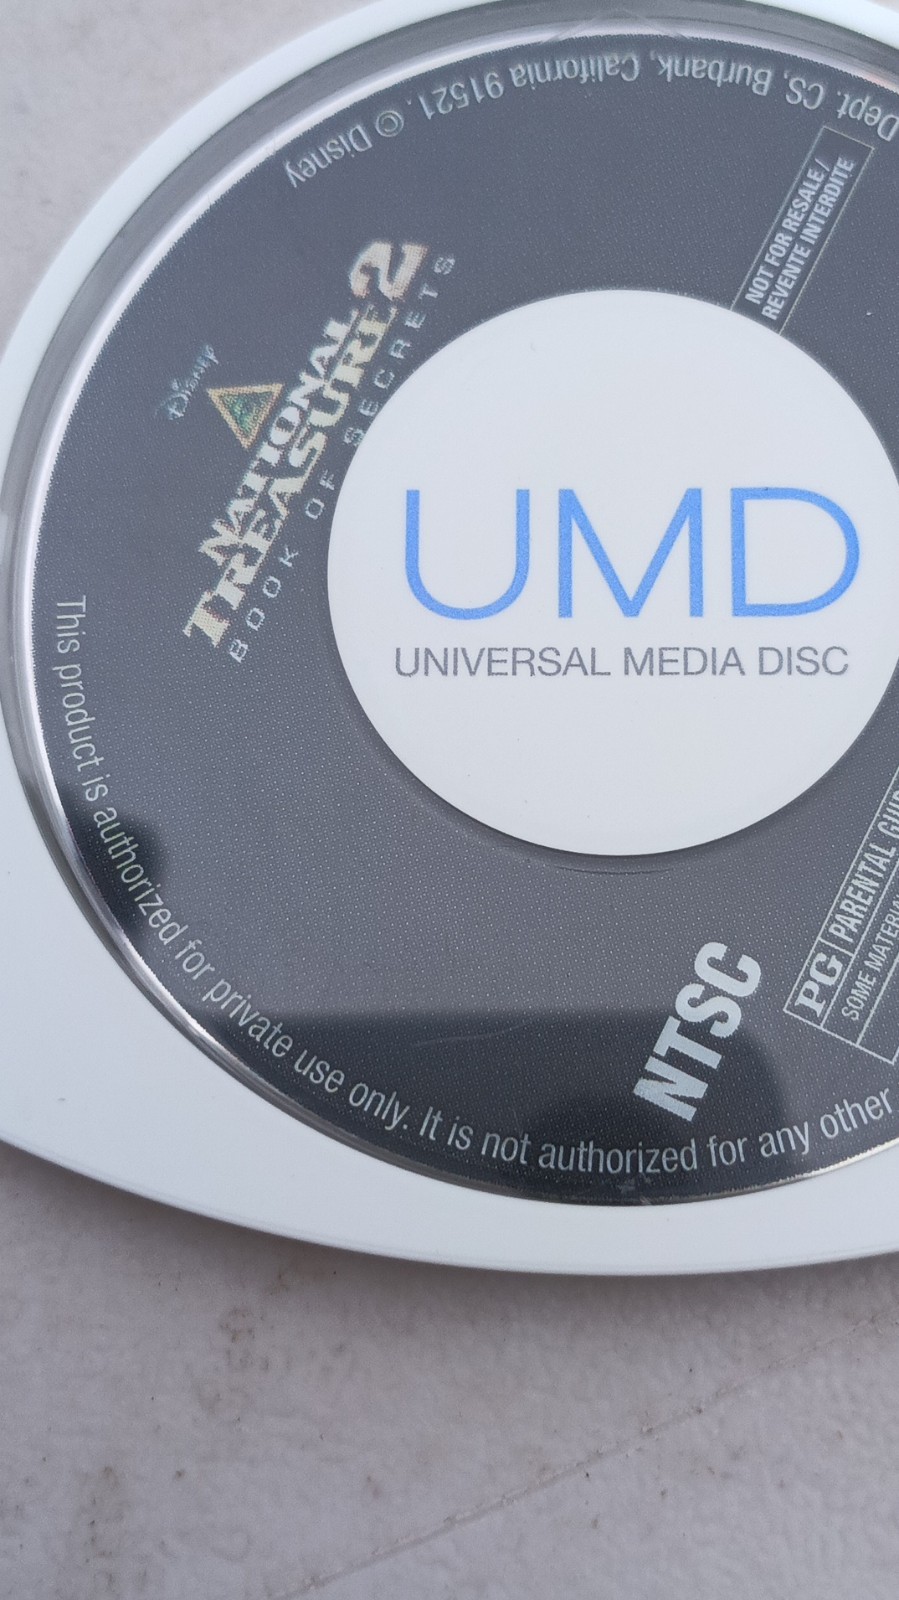 Dept. CS, Burbank, California 91521. © Disney
NOT FOR RESALE /
REVENTE INTERDITE
Disney
NATIONAL
TREASURE 2
BOOK OF SECRETS
UMD
UNIVERSAL MEDIA DISC
PG PARENTAL
SOME
NTSC
This product is authorized for private use only. It is not authorized for any other